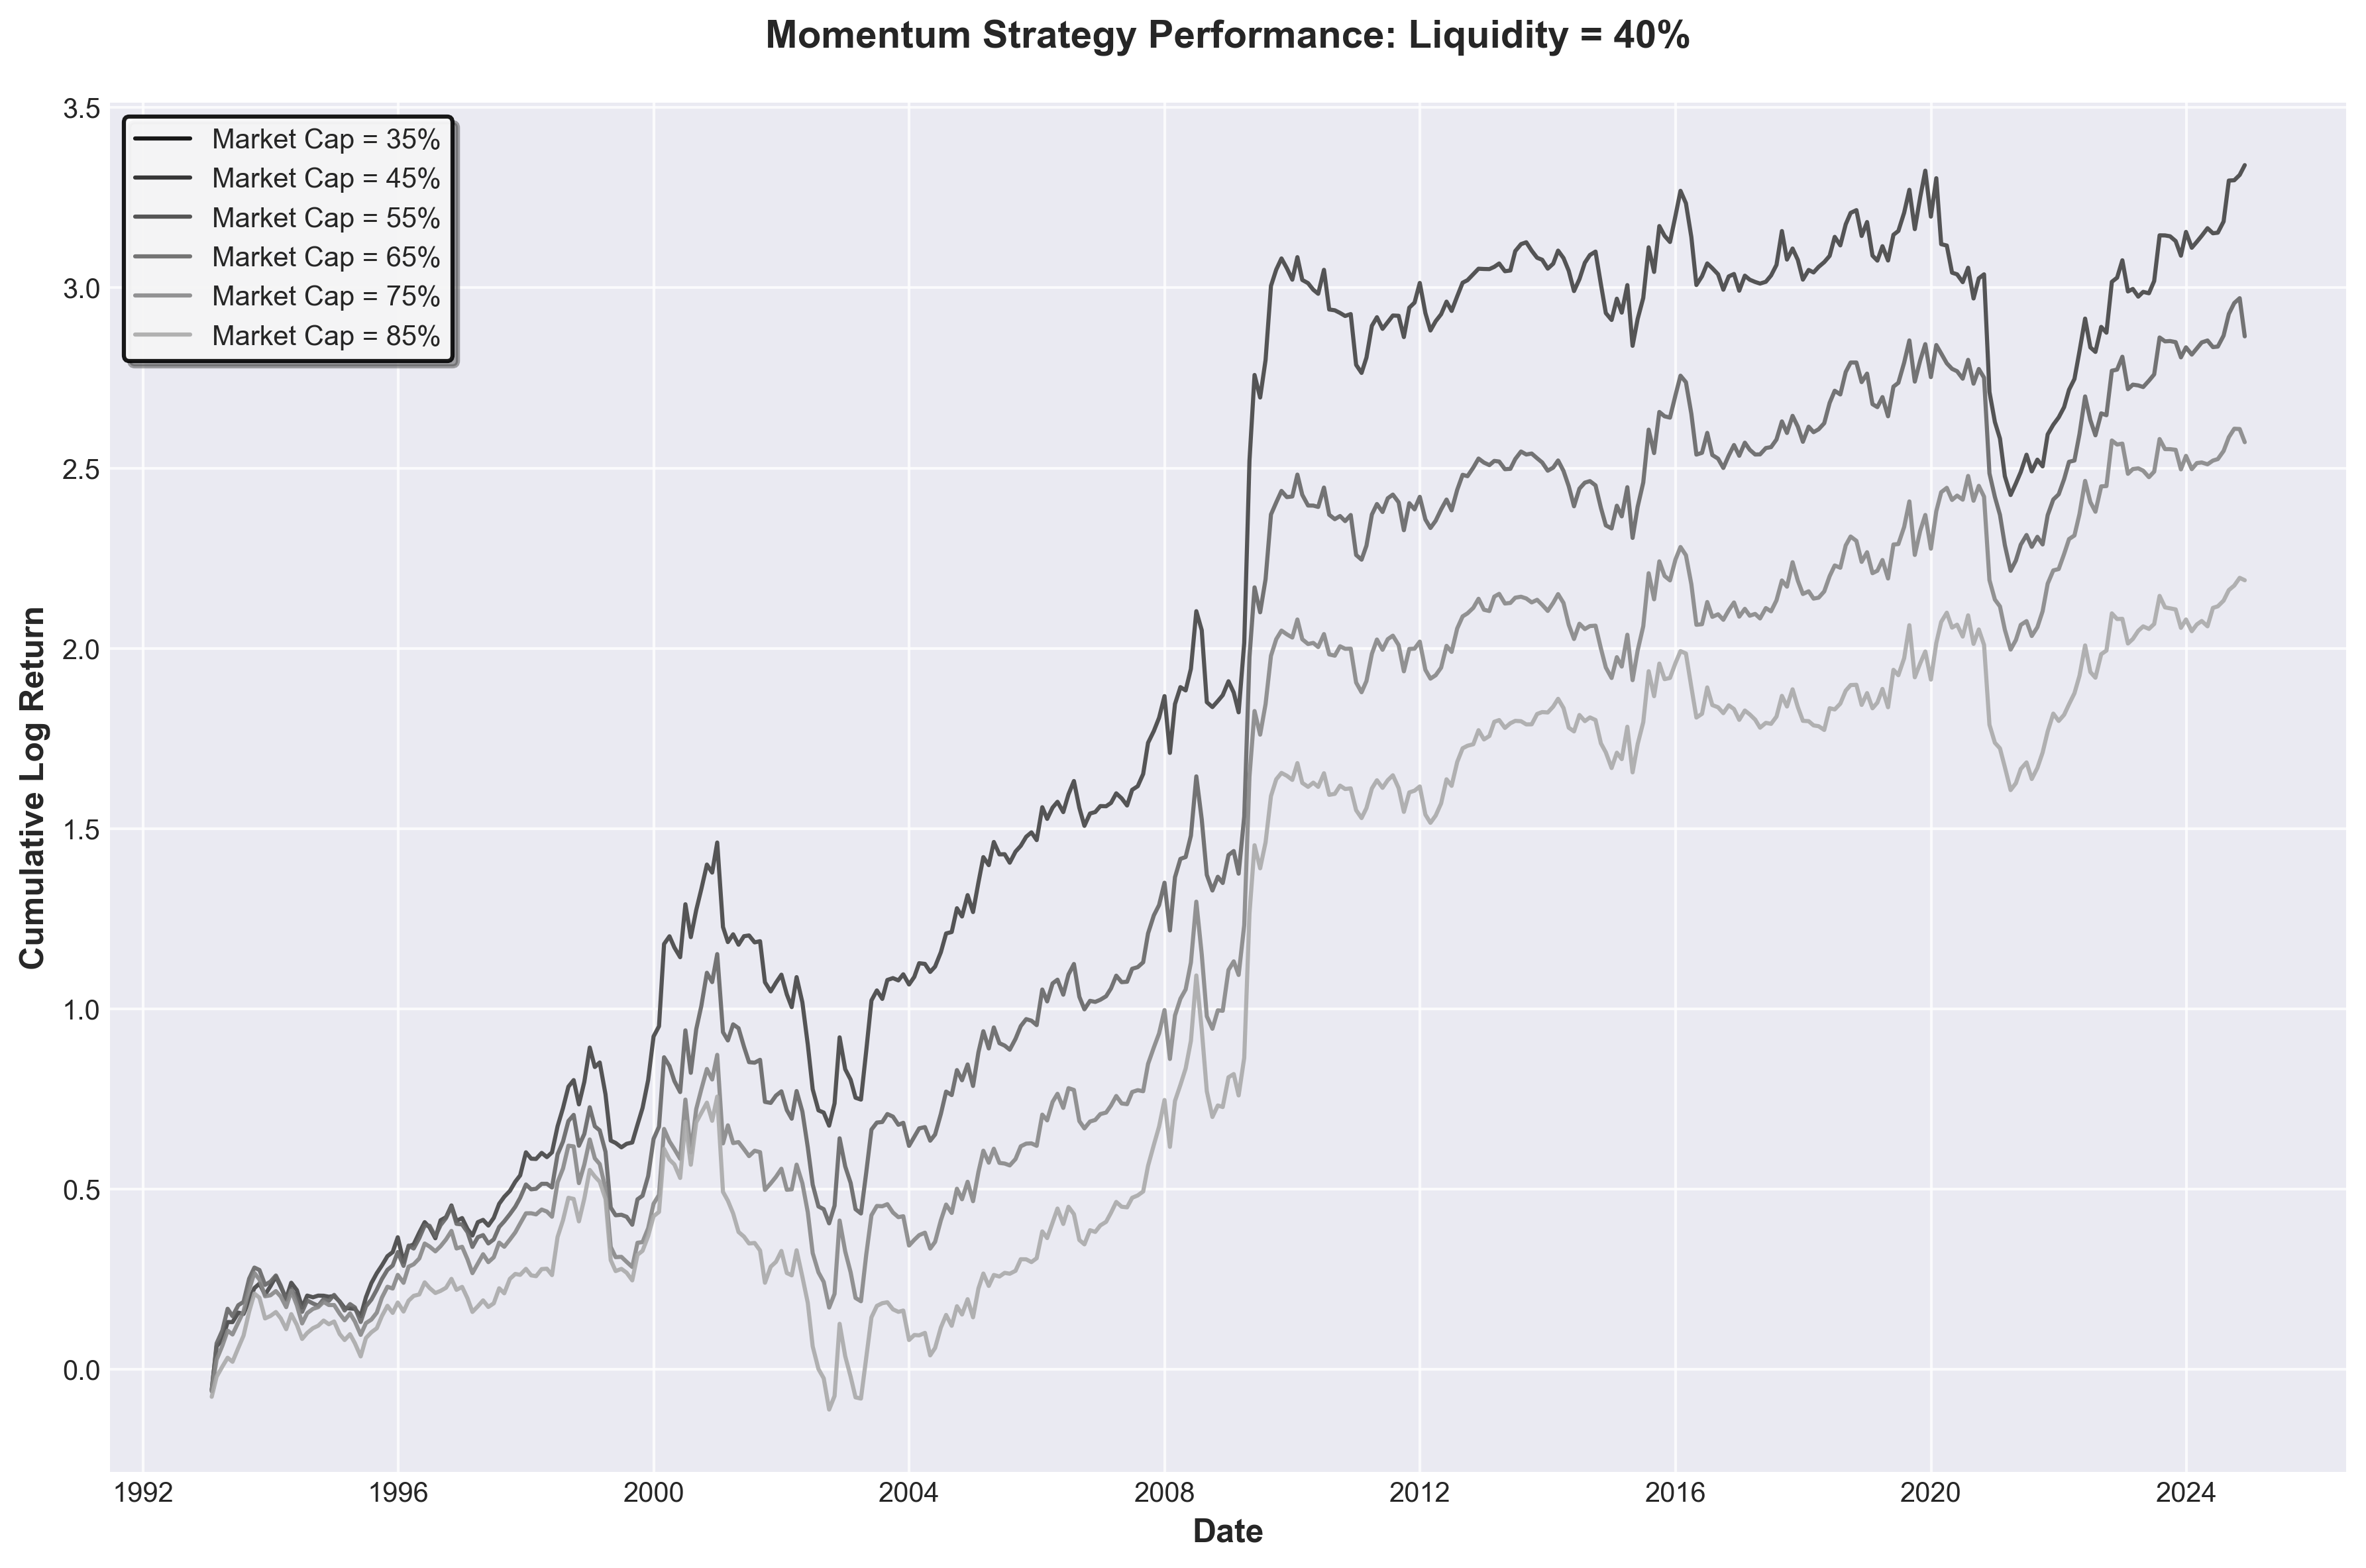 Momentum Strategy Performance: Liquidity = 40%
3.5
3.0
2.5
2.0
1.5
1.0
0.5
0.0
Cumulative Log Return
Market Cap = 35%
Market Cap = 45%
Market Cap = 55%
Market Cap = 65%
Market Cap = 75%
Market Cap = 85%
1992 1996 2000 2004 2008 2012 2016 2020 2024
Date